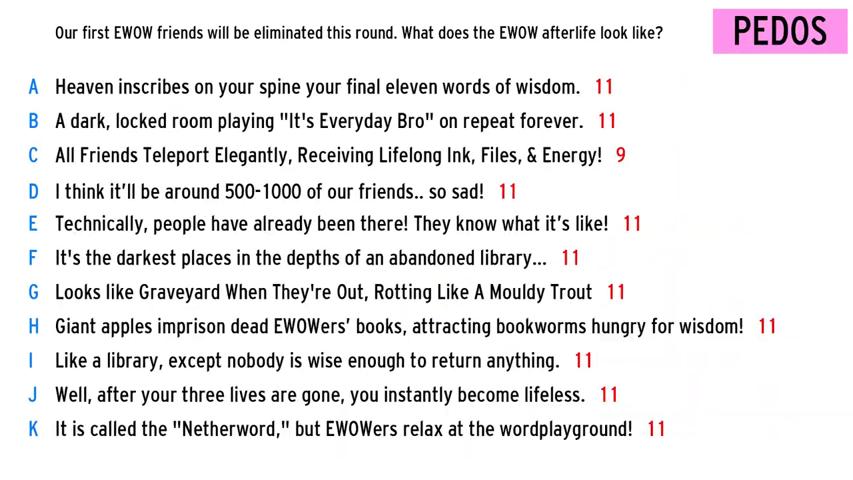 Our first EWOW friends will be eliminated this round. What does the EWOW afterlife look like?
PEDOS
A Heaven inscribes on your spine your final eleven words of wisdom. 11
B A dark, locked room playing "It's Everyday Bro" on repeat forever. 11
C All Friends Teleport Elegantly, Receiving Lifelong Ink, Files, & Energy! 9
D I think it'll be around 500-1000 of our friends.. so sad! 11
E Technically, people have already been there! They know what it's like! 11
F It's the darkest places in the depths of an abandoned library... 11
G Looks like Graveyard When They're Out, Rotting Like A Mouldy Trout 11
H Giant apples imprison dead EWOWers' books, attracting bookworms hungry for wisdom! 11
I Like a library, except nobody is wise enough to return anything. 11
J Well, after your three lives are gone, you instantly become lifeless. 11
K It is called the "Netherword," but EWOWers relax at the wordplayground! 11